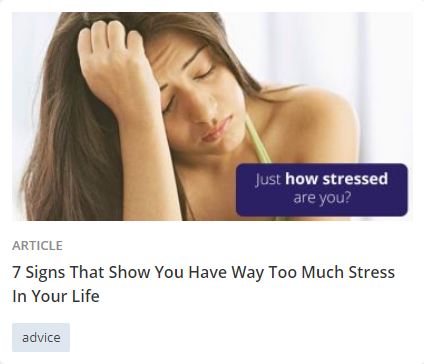 Just how stressed
are you?
ARTICLE
7 Signs That Show You Have Way Too Much Stress
In Your Life
advice